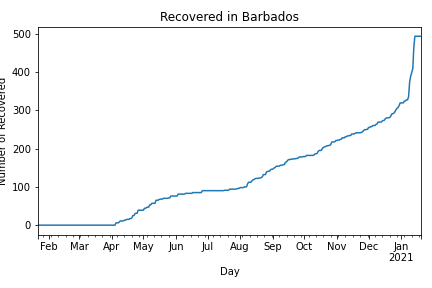 Recovered in Barbados
Number of Recovered
500
400
300
200
100
0
Feb Mar Apr May Jun Jul Aug Sep Oct Nov Dec Jan
2021
Day